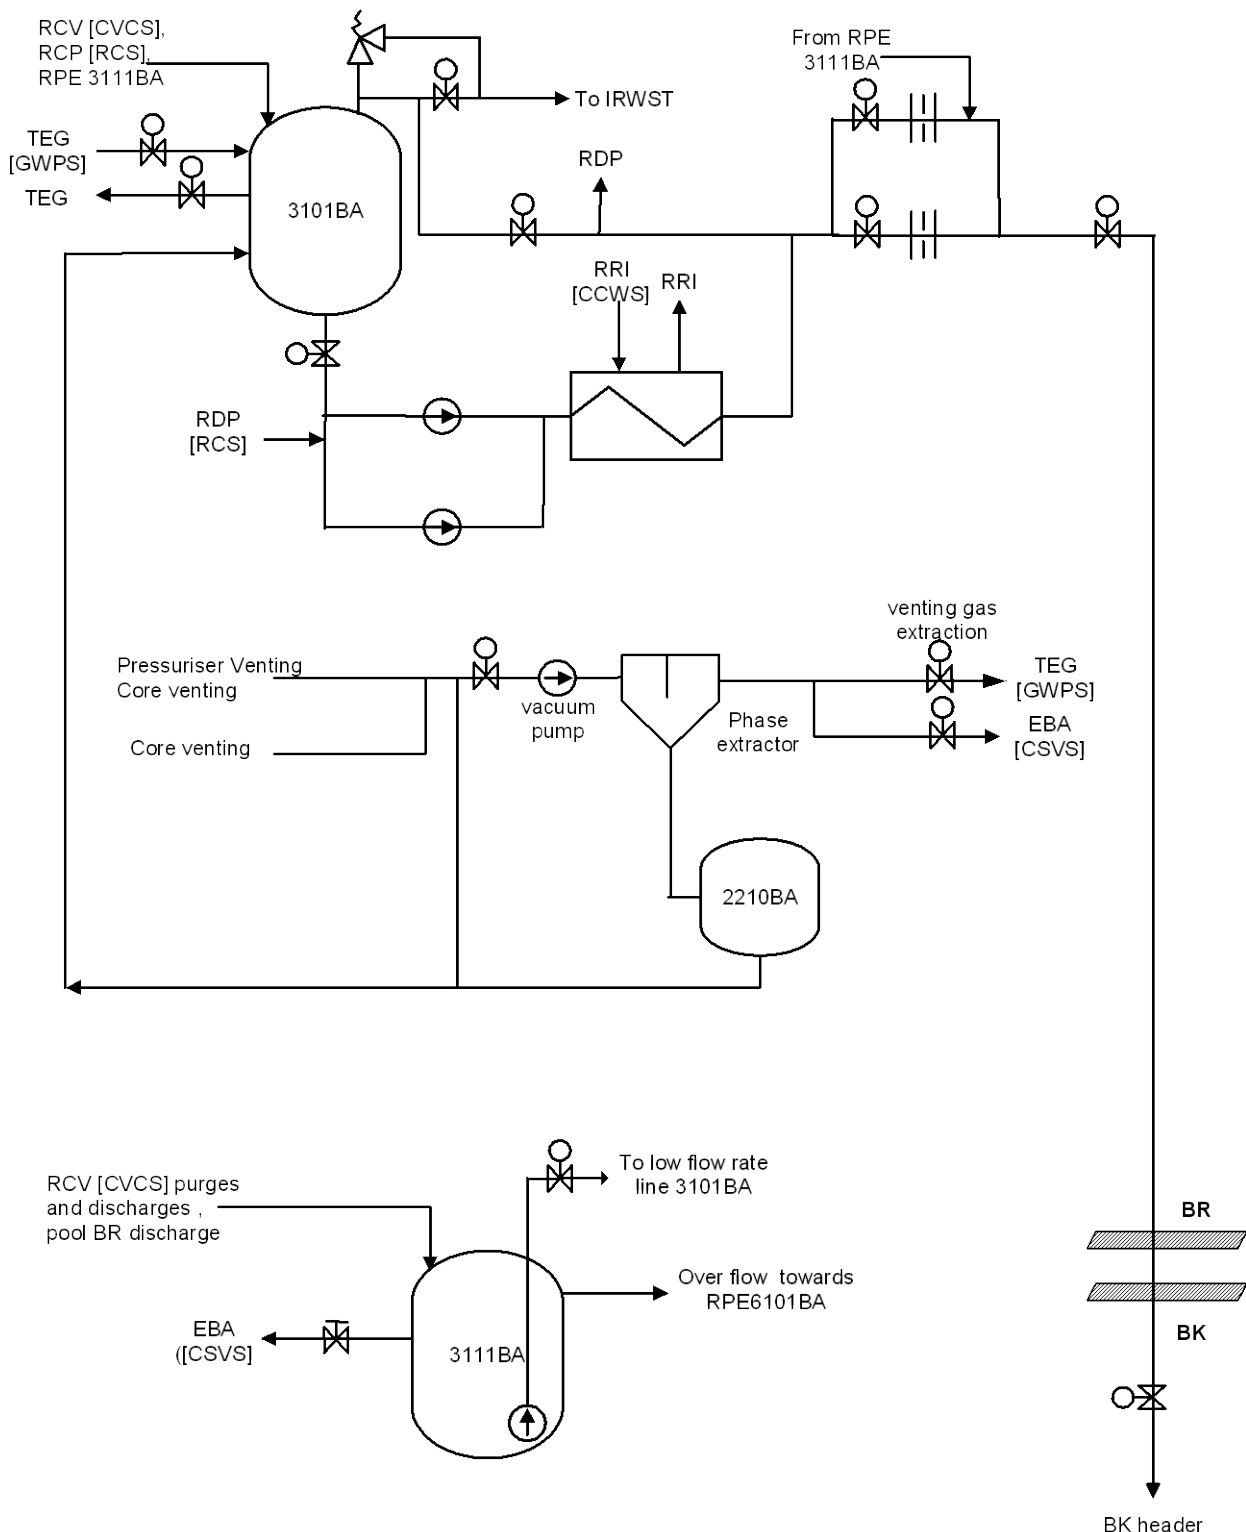 RCV [CVCS],
RCP [RCS],
RPE 3111BA
From RPE
3111BA
To IRWST
TEG
[GWPS]
TEG
3101BA
RDP
RRI
[CCWS]
RRI
RDP
[RCS]
venting gas
extraction
Pressuriser Venting
Core venting
TEG
[GWPS]
vacuum
pump
Phase
extractor
EBA
[CSVS]
Core venting
2210BA
To low flow rate
line 3101BA
RCV [CVCS] purges
and discharges ,
pool BR discharge
BR
Over flow towards
RPE6101BA
EBA
([CSVS]
3111BA
BK
BK header